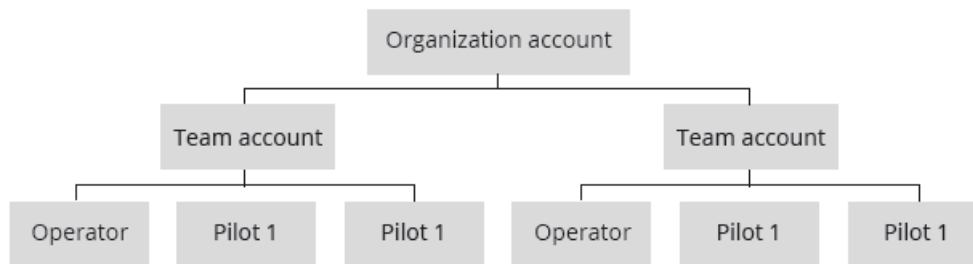 Organization account
Team account
Team account
Operator
Pilot 1
Pilot 1
Operator
Pilot 1
Pilot 1